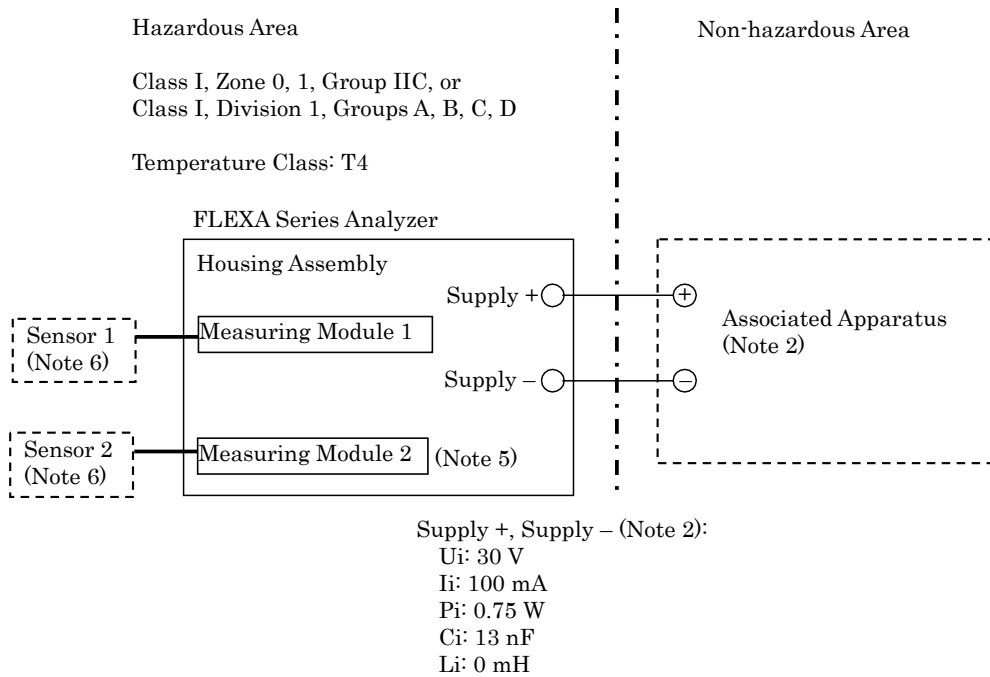 Hazardous Area
Non-hazardous Area
Class I, Zone 0, 1, Group IIC, or
Class I, Division 1, Groups A, B, C, D
Temperature Class: T4
FLEXA Series Analyzer
Housing Assembly
Supply +
+
Sensor 1
(Note 6)
Measuring Module 1
Associated Apparatus
(Note 2)
Supply –
–
Sensor 2
(Note 6)
Measuring Module 2
(Note 5)
Supply +, Supply – (Note 2):
Ui: 30 V
Ii: 100 mA
Pi: 0.75 W
Ci: 13 nF
Li: 0 mH